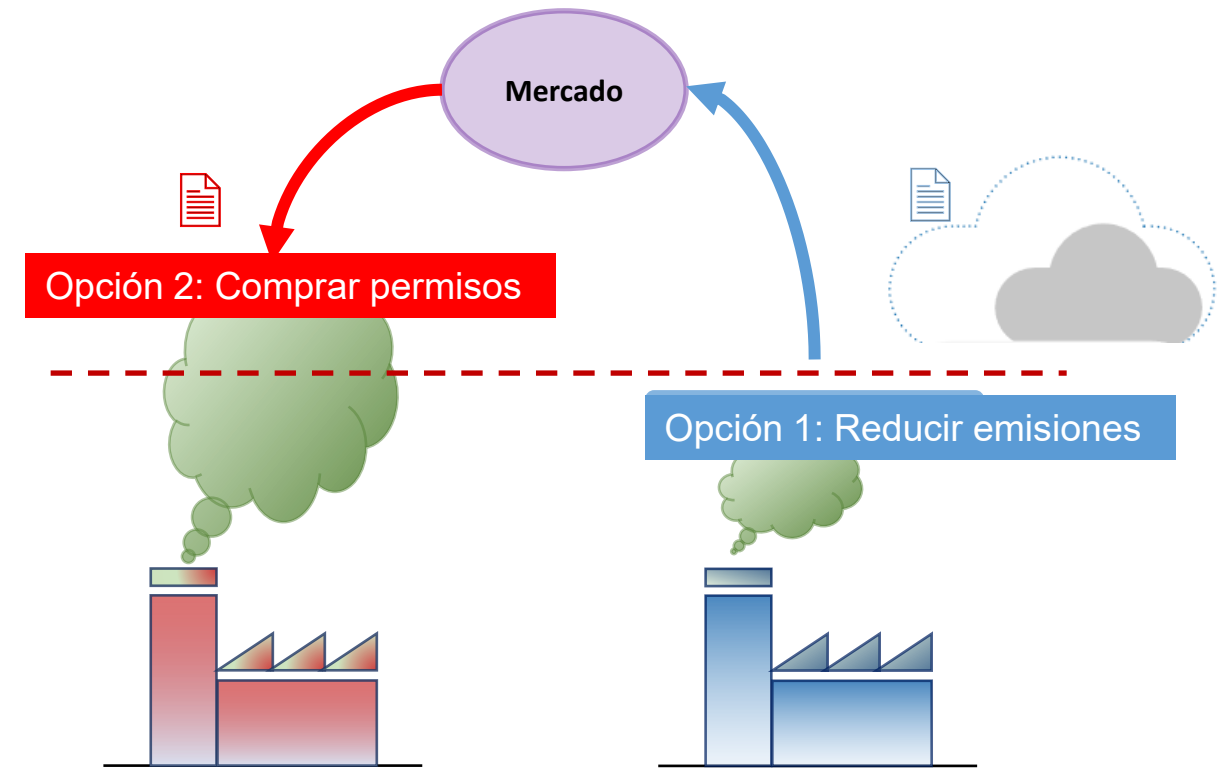 Mercado
Opción 2: Comprar permisos
Opción 1: Reducir emisiones